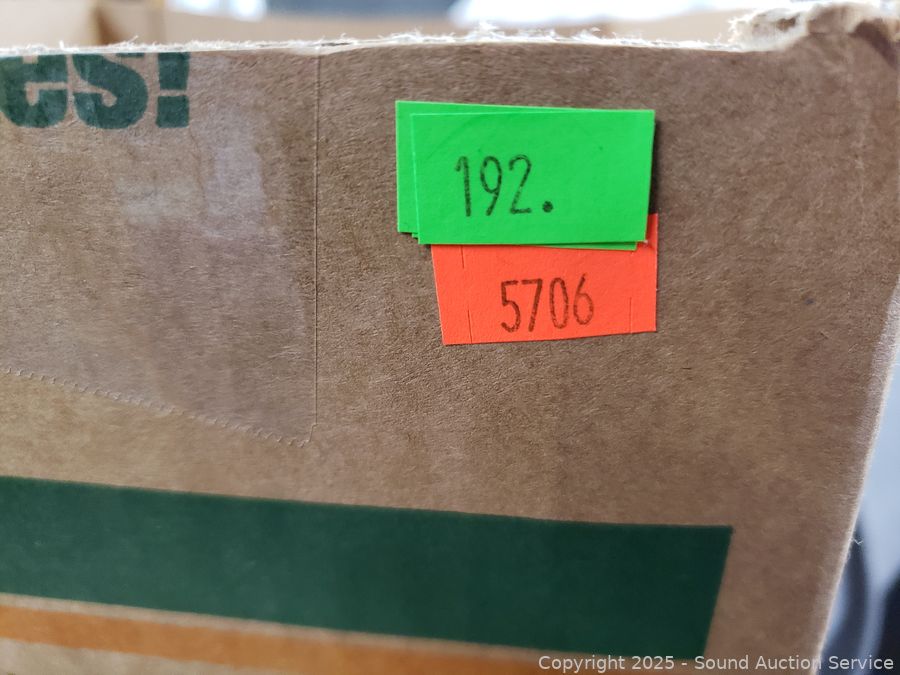 es!
192.
5706
Copyright 2025 - Sound Auction Service